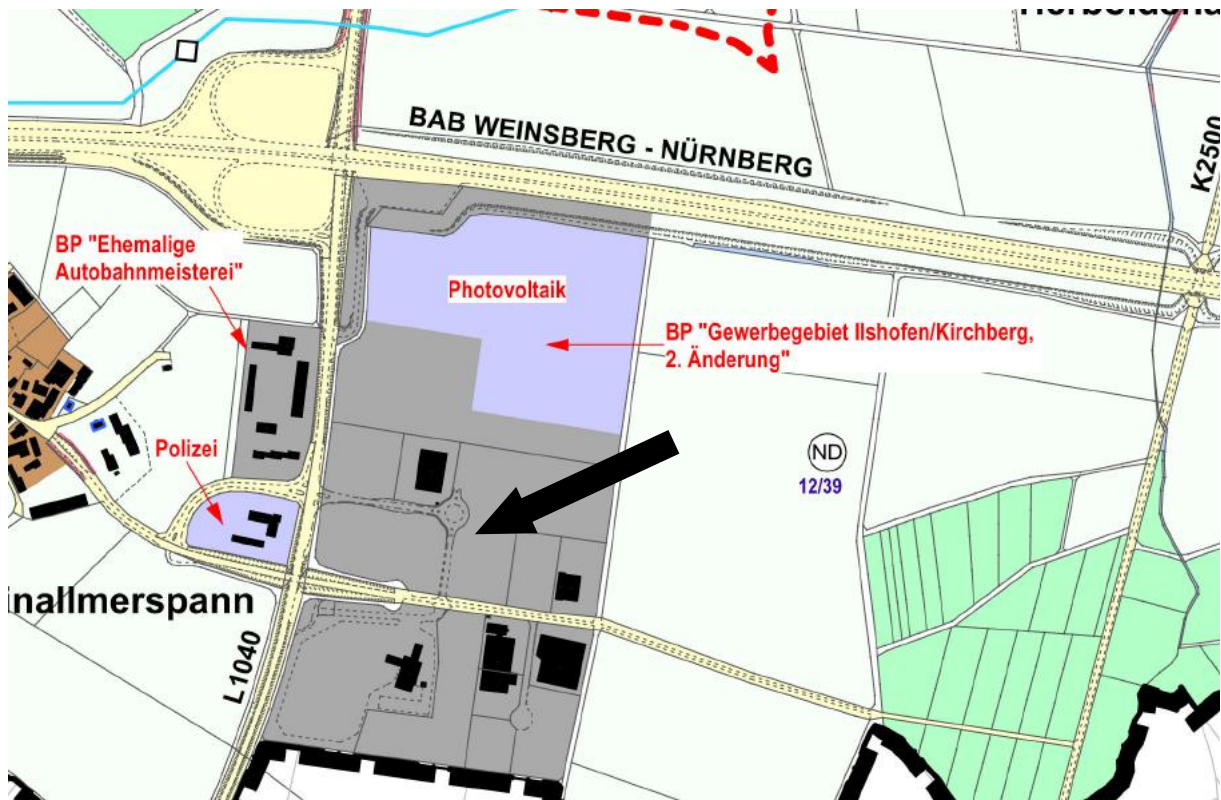 BAB WEINSBERG - NÜRNBERG
K2500
BP "Ehemalige
Autobahnmeisterei"
Photovoltaik
BP "Gewerbegebiet Ilshofen/Kirchberg,
2. Änderung"
Polizei
ND
12/39
inallmerspann
L1040